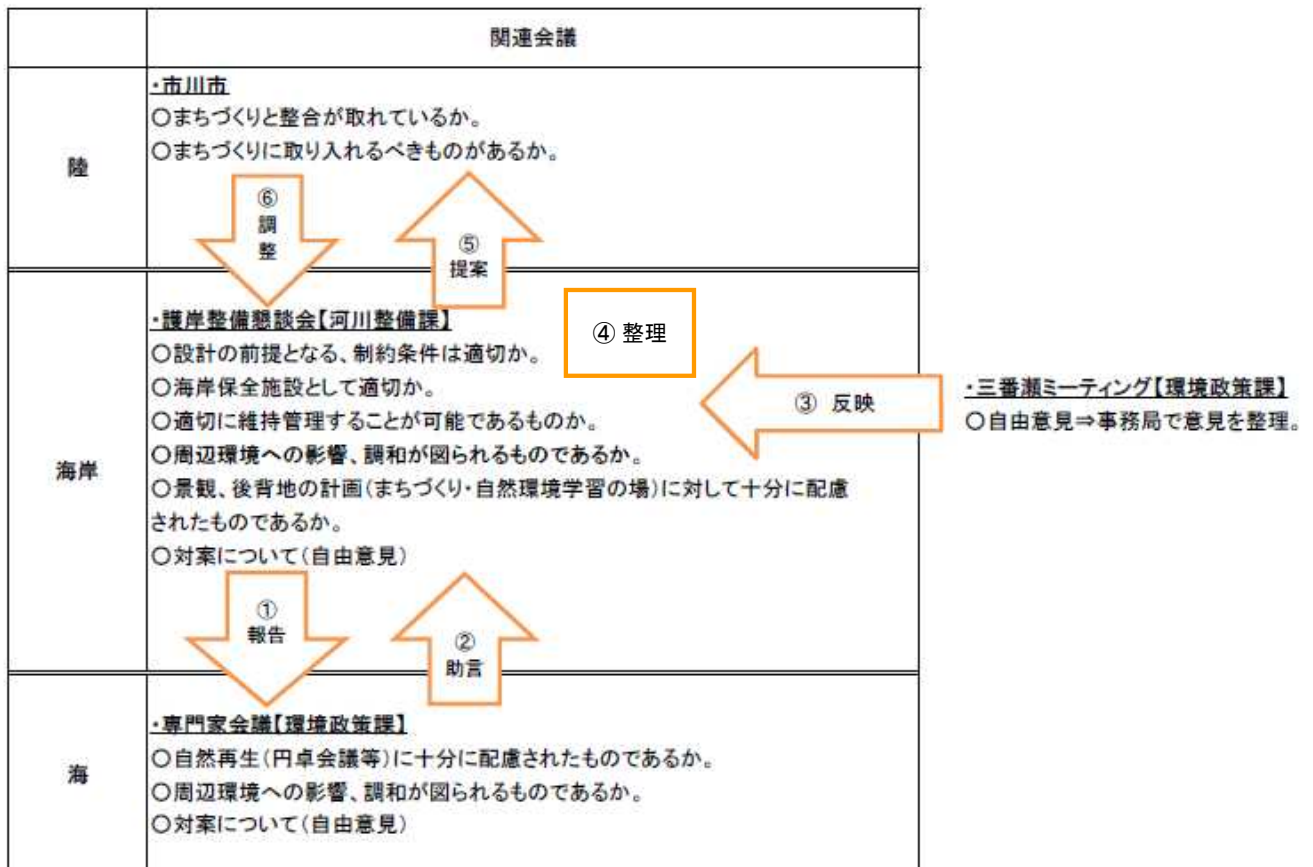 関連会議
陸
・市川市
○まちづくりと整合が取れているか。
○まちづくりに取り入れるべきものがあるか。
⑥
調
整
⑤
提案
海岸
・護岸整備懇談会【河川整備課】
○設計の前提となる、制約条件は適切か。
○海岸保全施設として適切か。
○適切に維持管理することが可能であるものか。
○周辺環境への影響、調和が図られるものであるか。
○景観、後背地の計画(まちづくり・自然環境学習の場)に対して十分に配慮
されたものであるか。
○対案について(自由意見)
④ 整理
③ 反映
・三番瀬ミーティング【環境政策課】
○自由意見⇒事務局で意見を整理。
①
報告
②
助言
海
・専門家会議【環境政策課】
○自然再生(円卓会議等)に十分に配慮されたものであるか。
○周辺環境への影響、調和が図られるものであるか。
○対案について(自由意見)